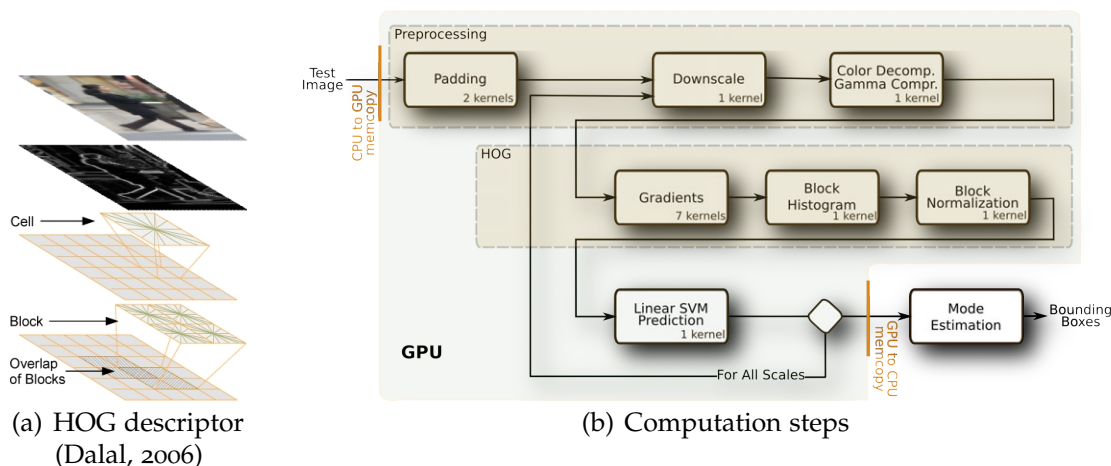 Cell
Block
Overlap
of Blocks
(a) HOG descriptor
(Dalal, 2006)
Preprocessing
Test
Image
CPU to GPU
memcopy
Padding
2 kernels
Downscale
1 kernel
Color Decomp.
Gamma Compr.
1 kernel
HOG
Gradients
7 kernels
Block
Histogram
1 kernel
Block
Normalization
1 kernel
Linear SVM
Prediction
1 kernel
GPU to CPU
memcopy
Mode
Estimation
Bounding
Boxes
GPU
For All Scales
(b) Computation steps